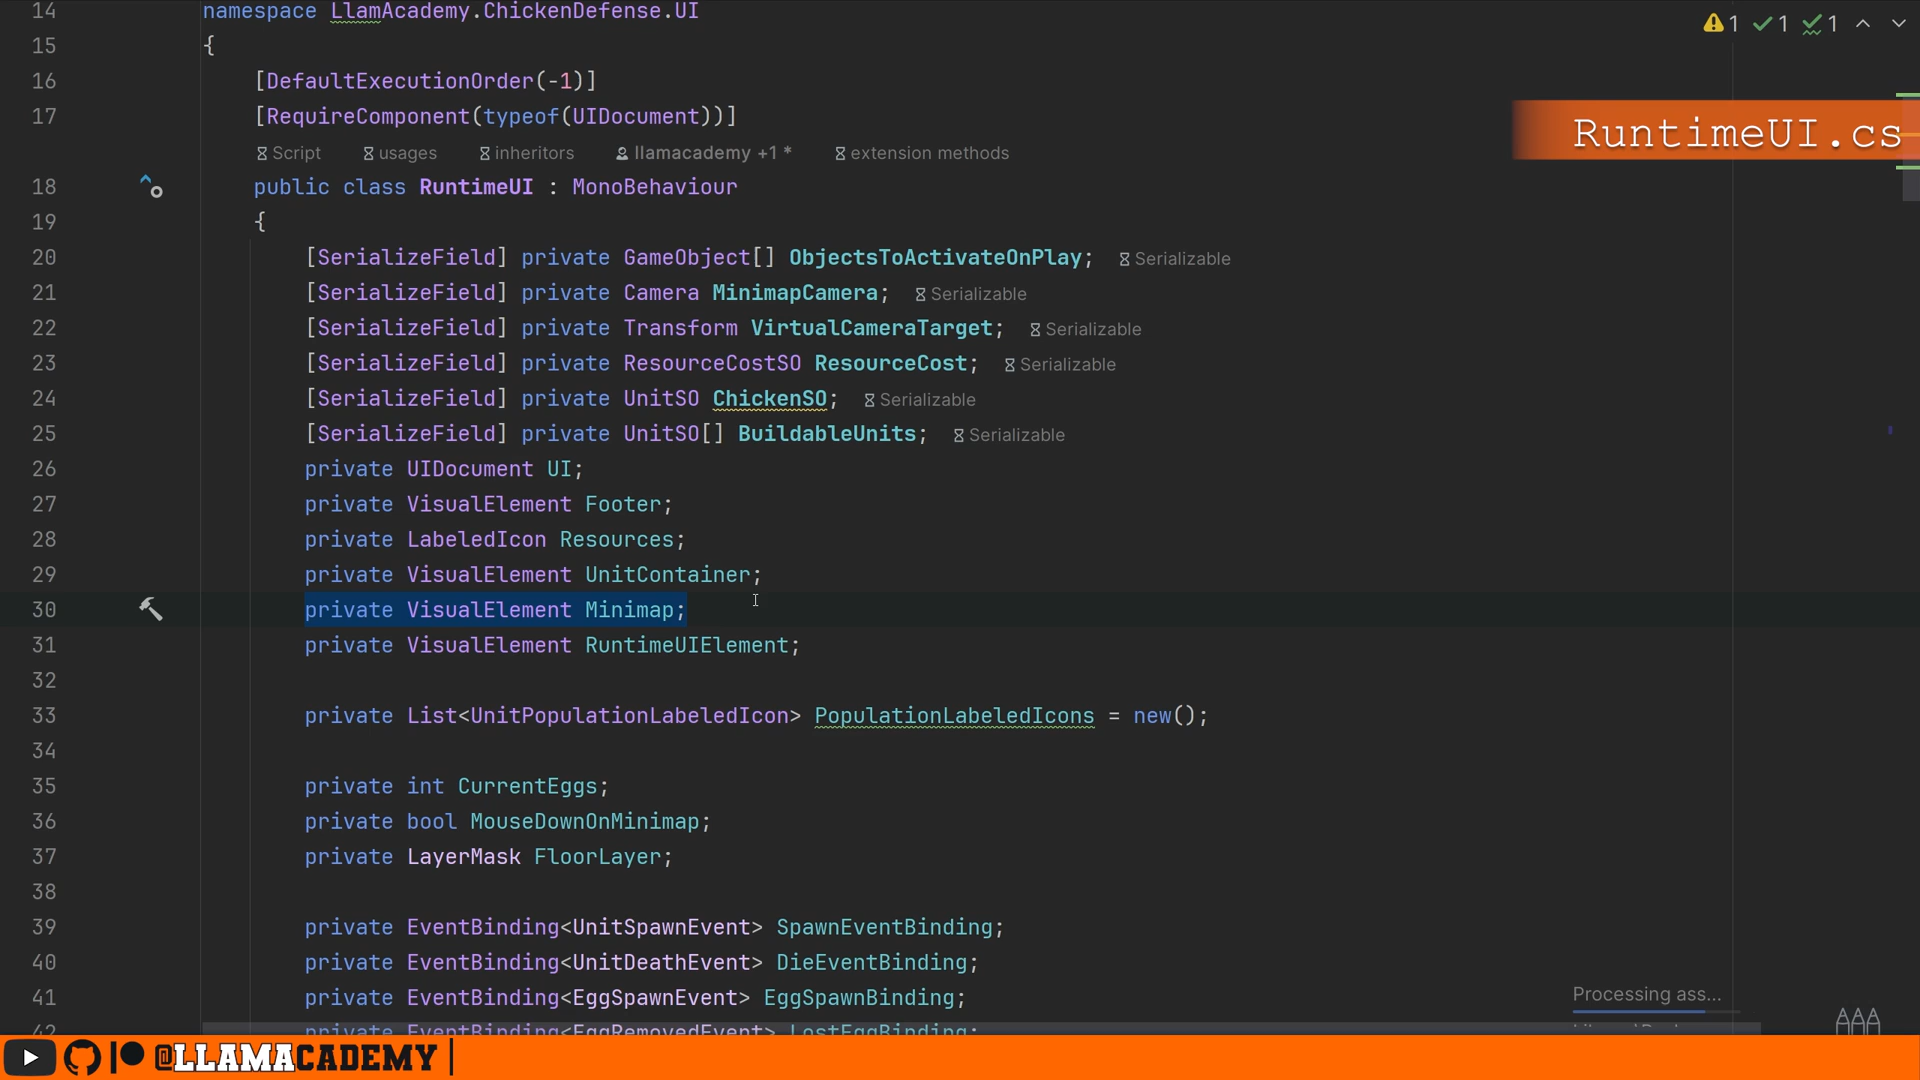 14 namespace LlamAcademy.ChickenDefense.UI
1 1 1
15 {
16 [DefaultExecutionOrder(-1)]
17 [RequireComponent(typeof(UIDocument))]
RuntimeUI.cs
Script usages inheritors llamacademy +1 * extension methods
18 public class RuntimeUI : MonoBehaviour
19 {
20 [SerializeField] private GameObject[] ObjectsToActivateOnPlay; Serializable
21 [SerializeField] private Camera MinimapCamera; Serializable
22 [SerializeField] private Transform VirtualCameraTarget; Serializable
23 [SerializeField] private ResourceCostSO ResourceCost; Serializable
24 [SerializeField] private UnitSO ChickenSO; Serializable
25 [SerializeField] private UnitSO[] BuildableUnits; Serializable
26 private UIDocument UI;
27 private VisualElement Footer;
28 private LabeledIcon Resources;
29 private VisualElement UnitContainer;
30 private VisualElement Minimap;
31 private VisualElement RuntimeUIElement;
32
33 private List<UnitPopulationLabeledIcon> PopulationLabeledIcons = new();
34
35 private int CurrentEggs;
36 private bool MouseDownOnMinimap;
37 private LayerMask FloorLayer;
38
39 private EventBinding<UnitSpawnEvent> SpawnEventBinding;
40 private EventBinding<UnitDeathEvent> DieEventBinding;
41 private EventBinding<EggSpawnEvent> EggSpawnBinding;
Processing ass...
42 private EventBinding<EggRemovedEvent> LostEggBinding;
@LLAMACADEMY